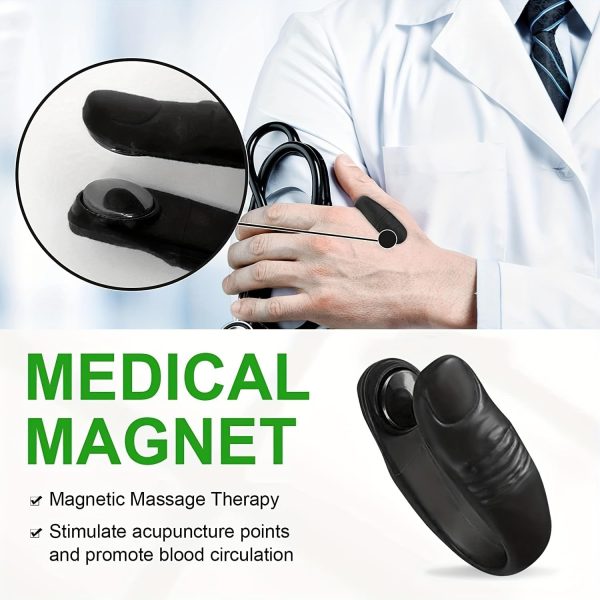 MEDICAL
MAGNET
Magnetic Massage Therapy
Stimulate acupuncture points
and promote blood circulation